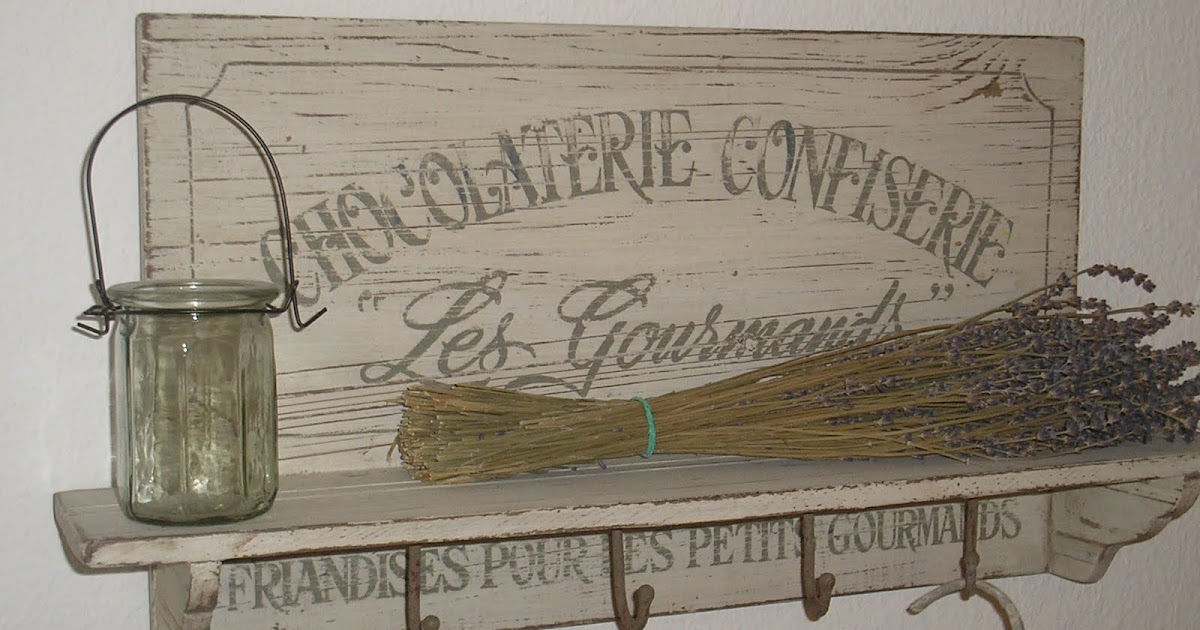 CHOCOLATERIE CONFISERIE
"Les Gourmands"
FRIANDISES POUR LES PETITS GOURMANDS